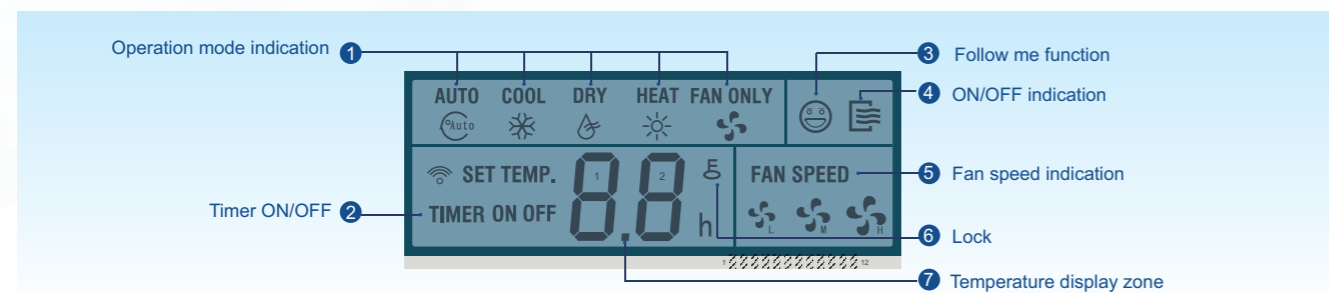 Operation mode indication 1
3 Follow me function
4 ON/OFF indication
AUTO COOL DRY HEAT FAN ONLY
Auto
SET TEMP. 8.8 FAN SPEED
1 2
5 Fan speed indication
Timer ON/OFF 2
TIMER ON OFF h
L M H
6 Lock
1 12
7 Temperature display zone